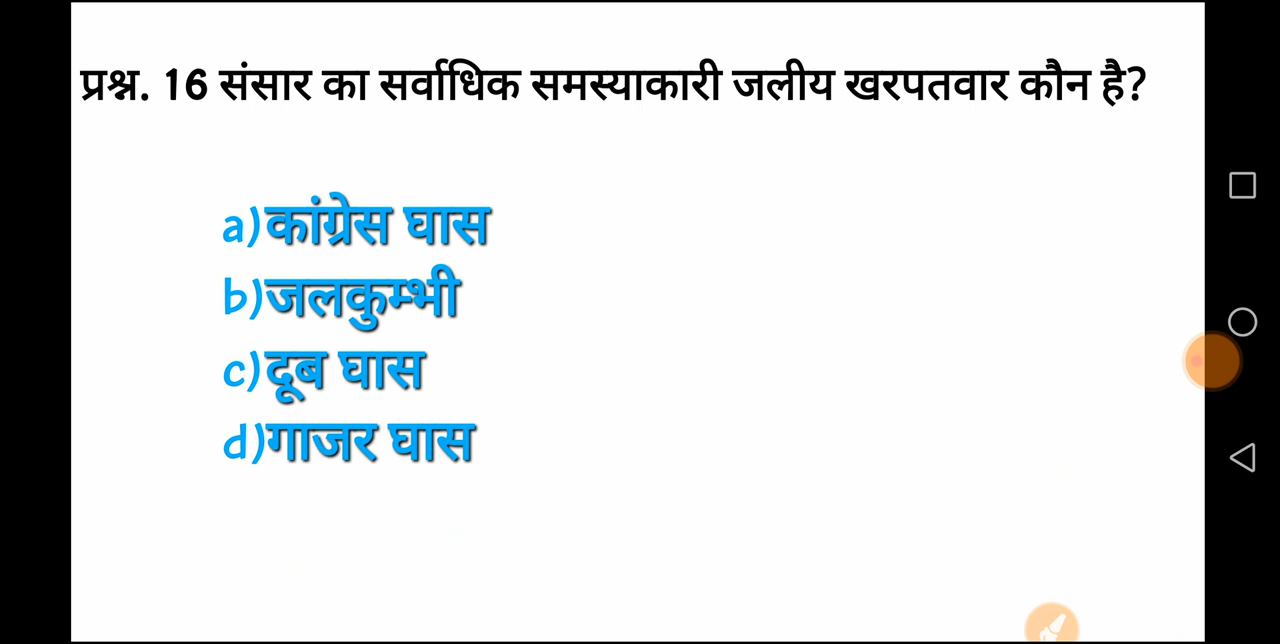 प्रश्न. 16 संसार का सर्वाधिक समस्याकारी जलीय खरपतवार कौन है?
a)कांग्रेस घास
b)जलकुम्भी
c)दूब घास
d)गाजर घास